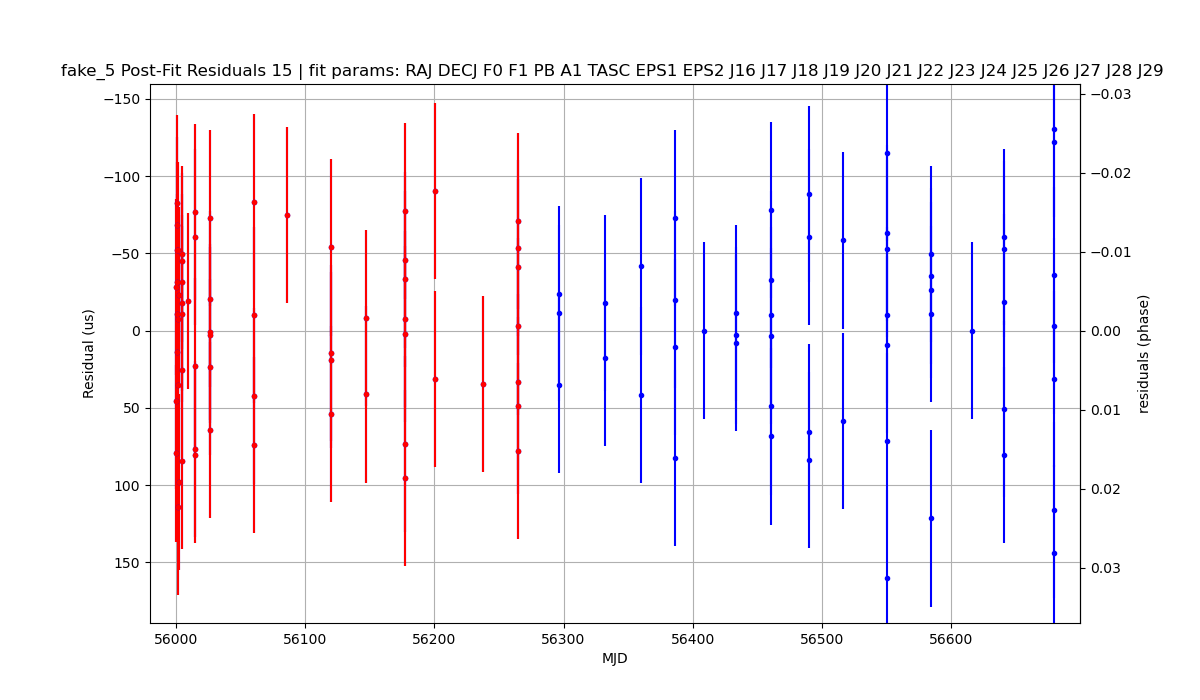 fake_5 Post-Fit Residuals 15 | fit params: RAJ DECJ F0 F1 PB A1 TASC EPS1 EPS2 J16 J17 J18 J19 J20 J21 J22 J23 J24 J25 J26 J27 J28 J29
−150
−100
−50
0
50
100
150
Residual (us)
−0.03
−0.02
−0.01
0.00
0.01
0.02
0.03
residuals (phase)
56000 56100 56200 56300 56400 56500 56600
MJD